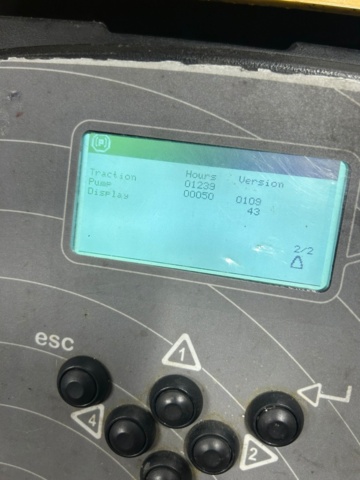 P
Hours Version
Traction 01239 0109
Pump 00050 43
Display
2/2
esc
1
4
2